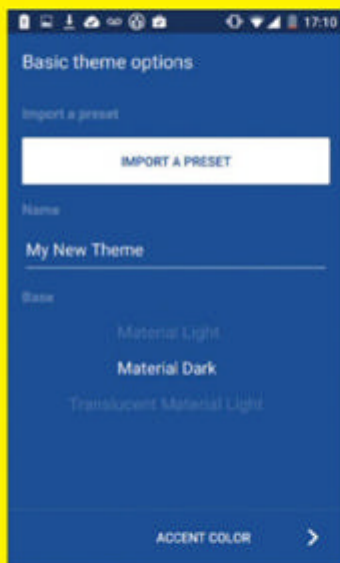 17:10
Basic theme options
Import a preset
IMPORT A PRESET
Name
My New Theme
Base
Material Light
Material Dark
Translucent Material Light
ACCENT COLOR